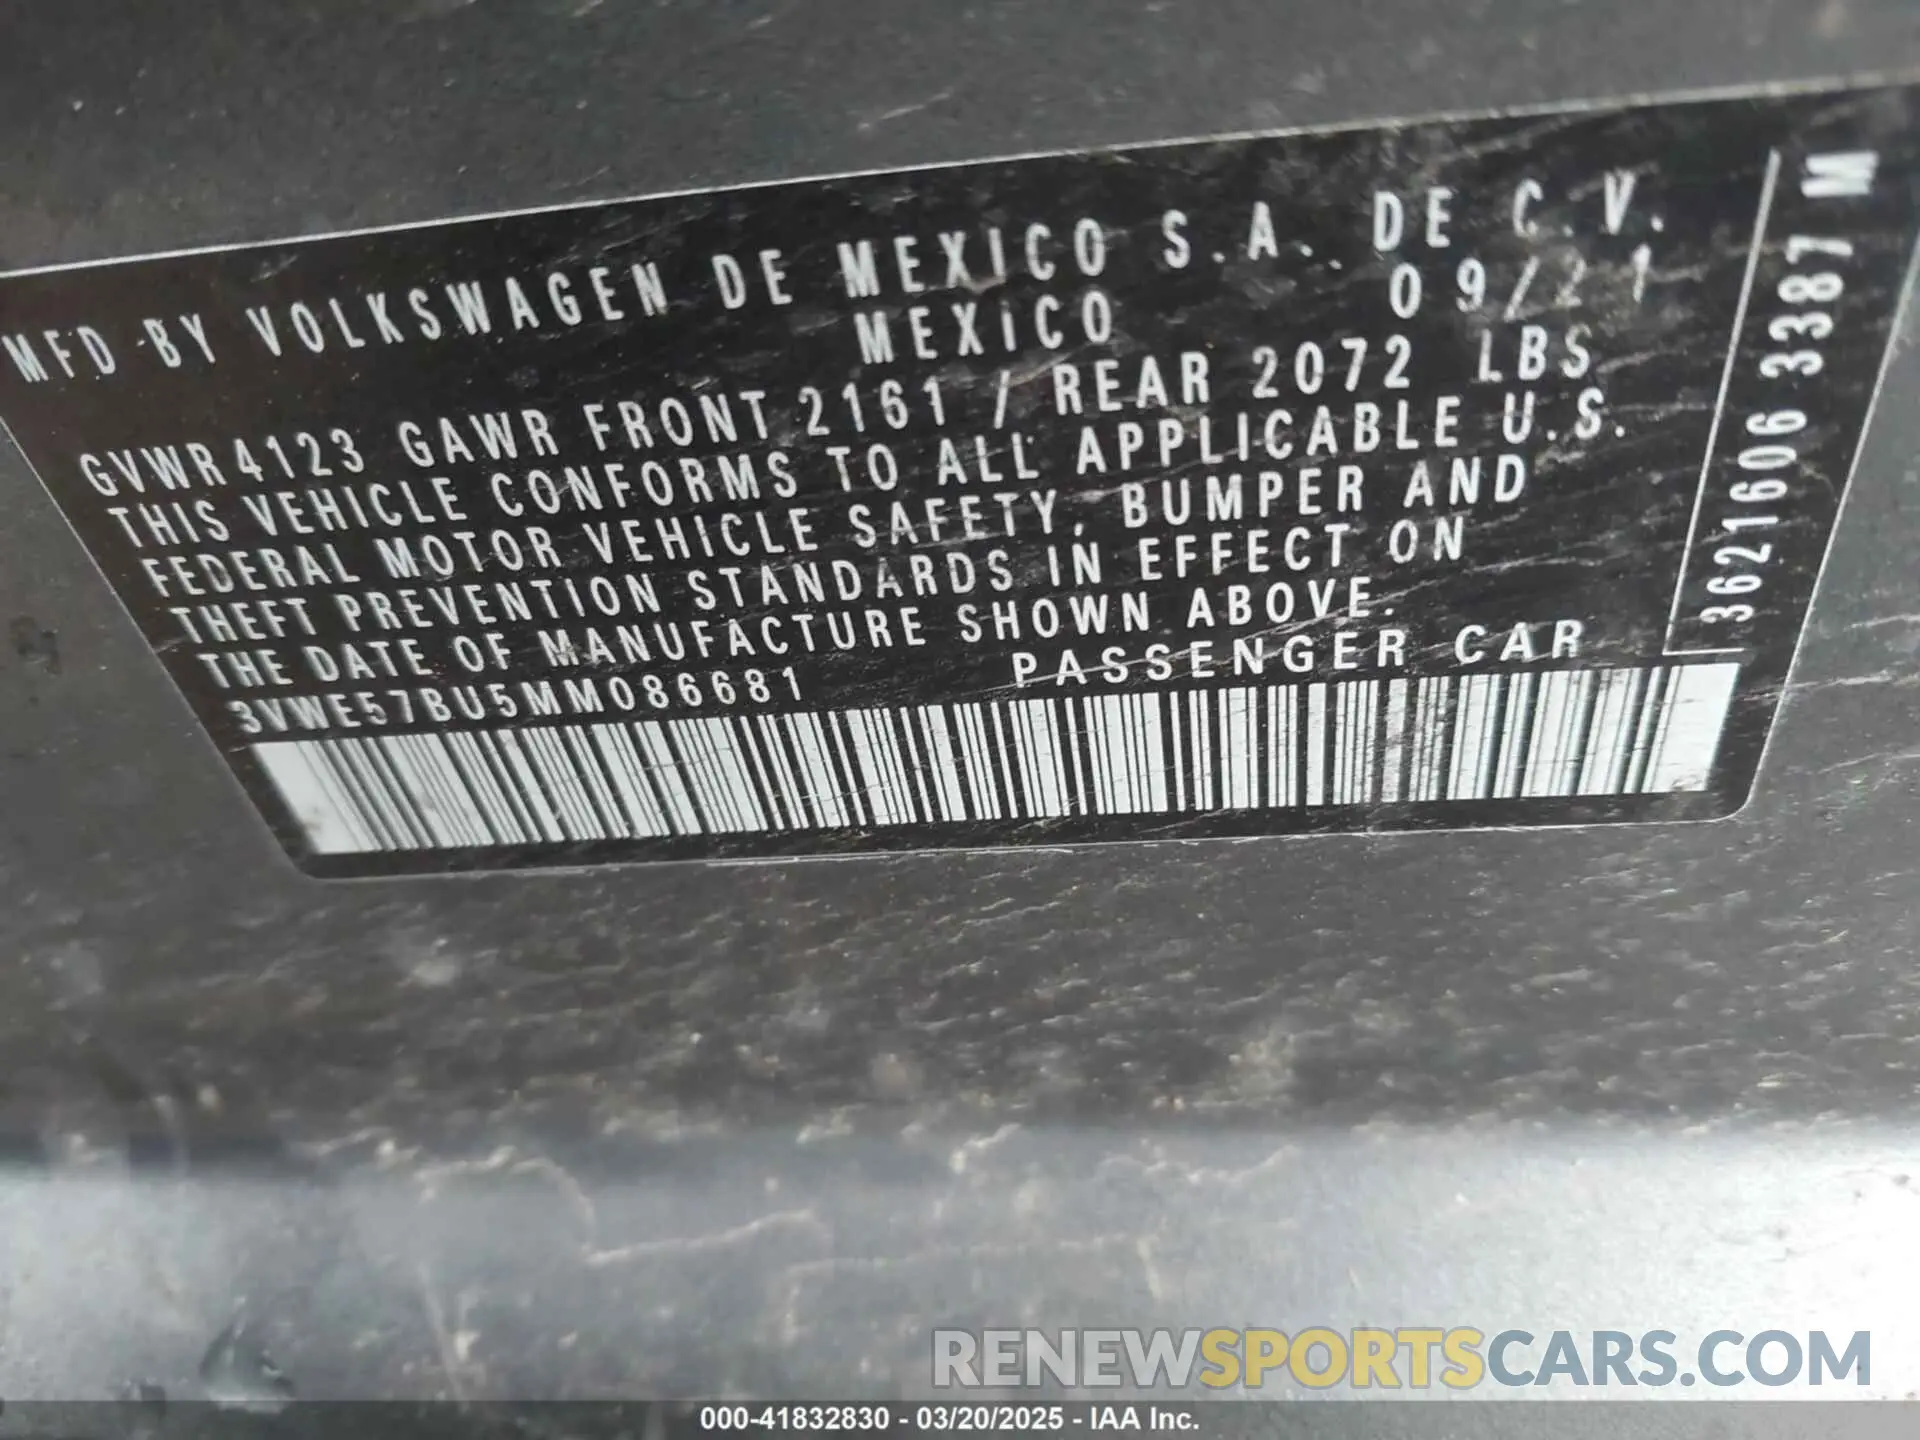 MFD BY VOLKSWAGEN DE MEXICO S.A. DE C.V.
MEXICO 09/21
GVWR 4123 GAWR FRONT 2161 / REAR 2072 LBS
THIS VEHICLE CONFORMS TO ALL APPLICABLE U.S.
FEDERAL MOTOR VEHICLE SAFETY, BUMPER AND
THEFT PREVENTION STANDARDS IN EFFECT ON
THE DATE OF MANUFACTURE SHOWN ABOVE.
3VWE57BU5MM086681 PASSENGER CAR
3621606 3387 M
RENEWSPORTSCARS.COM
000-41832830 - 03/20/2025 - IAA Inc.